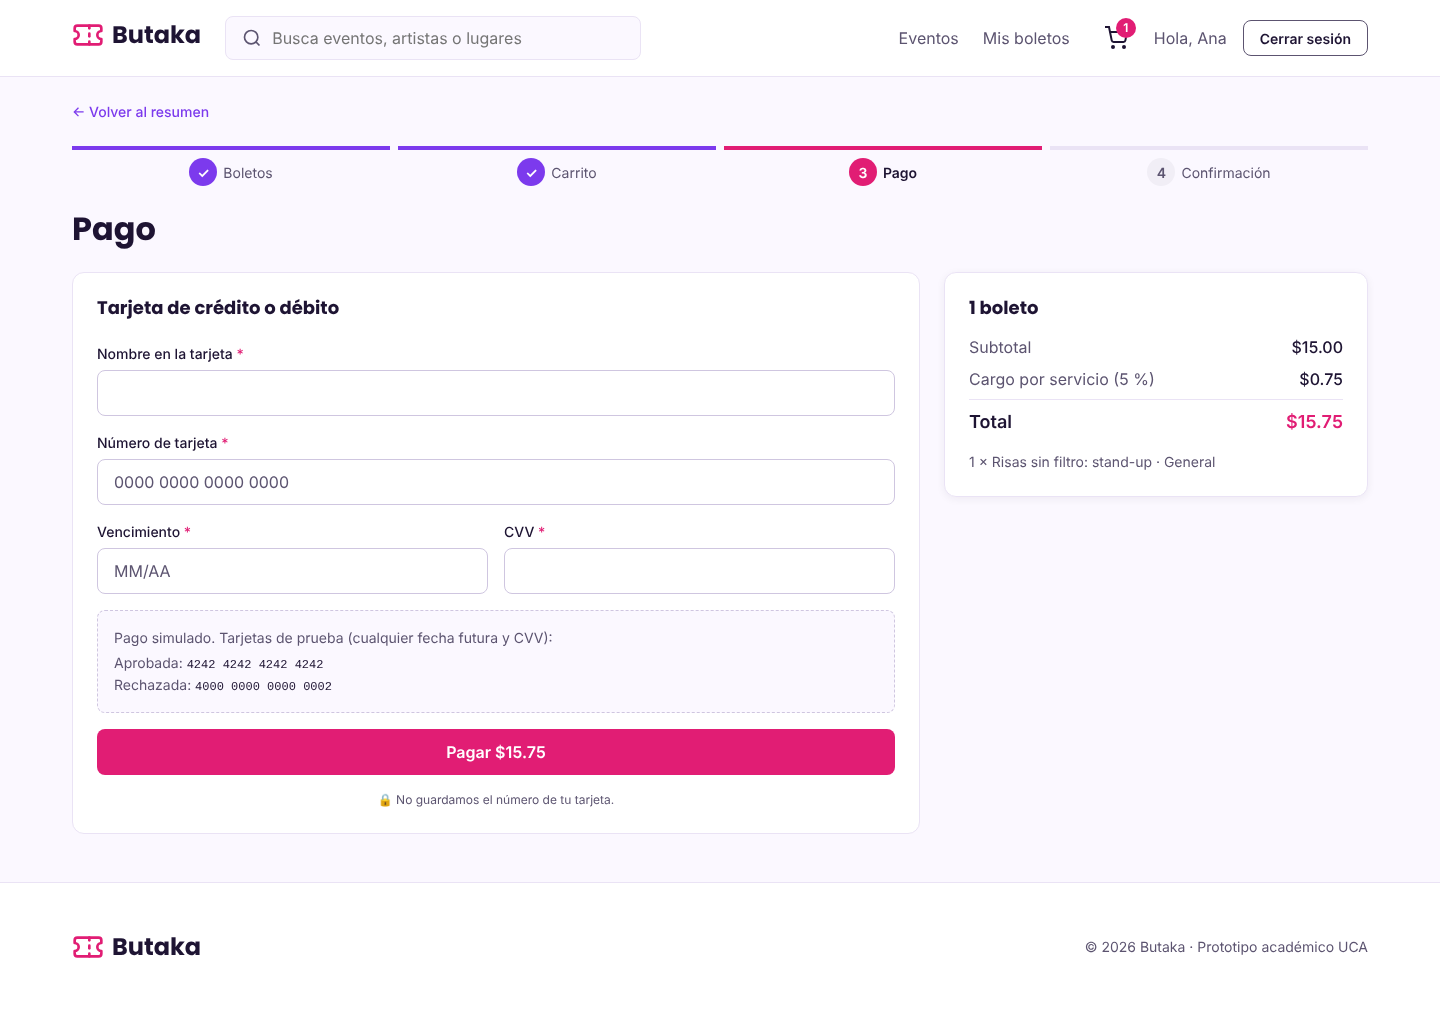 Butaka
Busca eventos, artistas o lugares
Eventos
Mis boletos
1
Hola, Ana
Cerrar sesión
← Volver al resumen
Boletos
Carrito
3 Pago
4 Confirmación
Pago
Tarjeta de crédito o débito
Nombre en la tarjeta *
Número de tarjeta *
0000 0000 0000 0000
Vencimiento *
CVV *
MM/AA
Pago simulado. Tarjetas de prueba (cualquier fecha futura y CVV):
Aprobada: 4242 4242 4242 4242
Rechazada: 4000 0000 0000 0002
Pagar $15.75
🔒 No guardamos el número de tu tarjeta.
1 boleto
Subtotal $15.00
Cargo por servicio (5 %) $0.75
Total $15.75
1 × Risas sin filtro: stand-up · General
Butaka
© 2026 Butaka · Prototipo académico UCA